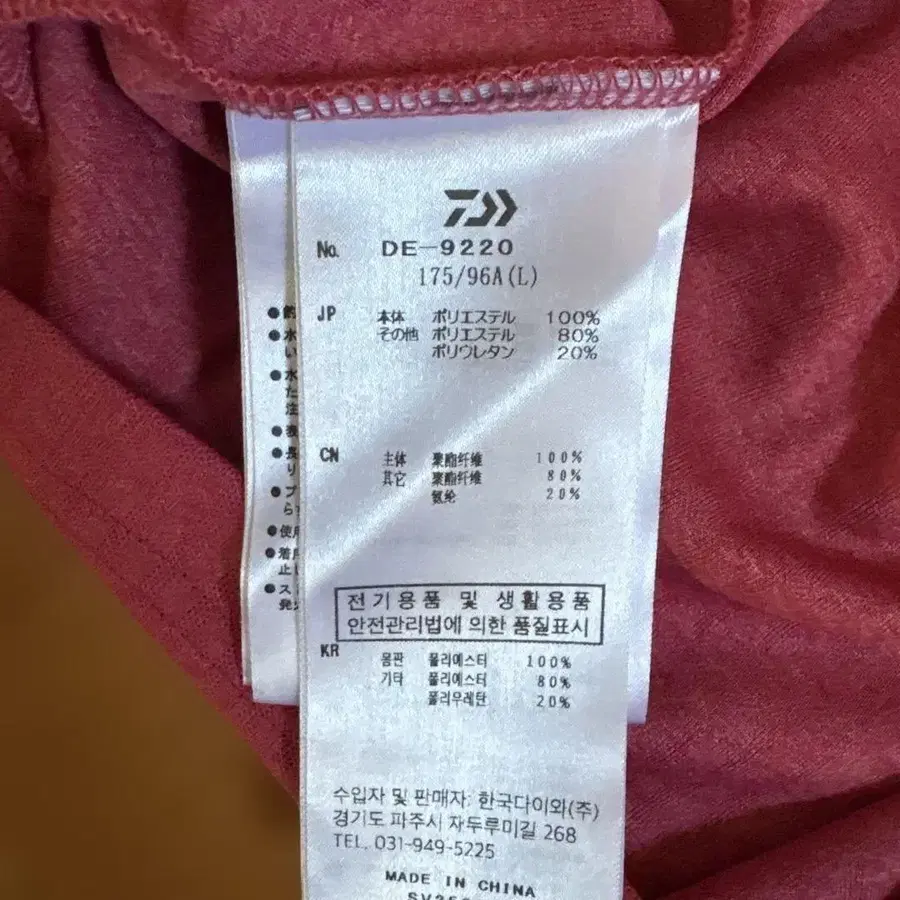 No. DE-9220
175/96A(L)
JP 本体 ポリエステル 100%
その他 ポリエステル 80%
ポリウレタン 20%
CN 主体 聚酯纤维 100%
其它 聚酯纤维 80%
氨纶 20%
전기용품 및 생활용품
안전관리법에 의한 품질표시
KR 몸판 폴리에스터 100%
기타 폴리에스터 80%
폴리우레탄 20%
수입자 및 판매자: 한국다이와(주)
경기도 파주시 자두루미길 268
TEL. 031-949-5225
MADE IN CHINA